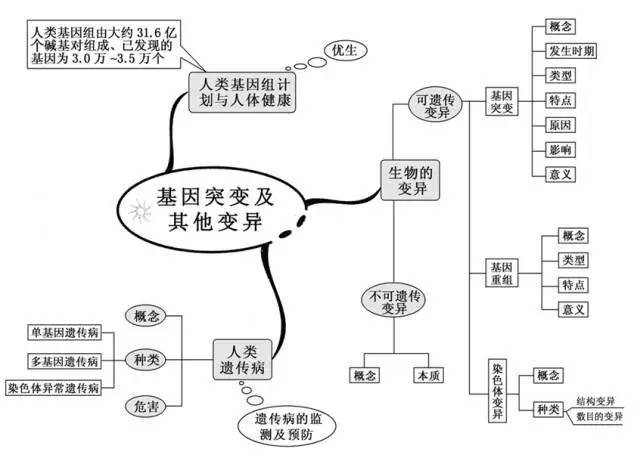 人类基因组由大约 31.6 亿
个碱基对组成、已发现的
基因为 3.0 万 ~3.5 万个
优生
人类基因组计
划与人体健康
基因突变及
其他变异
生物的
变异
可遗传
变异
基因
突变
概念
发生时期
类型
特点
原因
影响
意义
基因
重组
概念
类型
特点
意义
染色体变异
概念
种类
结构变异
数目的变异
不可遗传
变异
概念
本质
人类
遗传病
概念
种类
危害
单基因遗传病
多基因遗传病
染色体异常遗传病
遗传病的监
测及预防